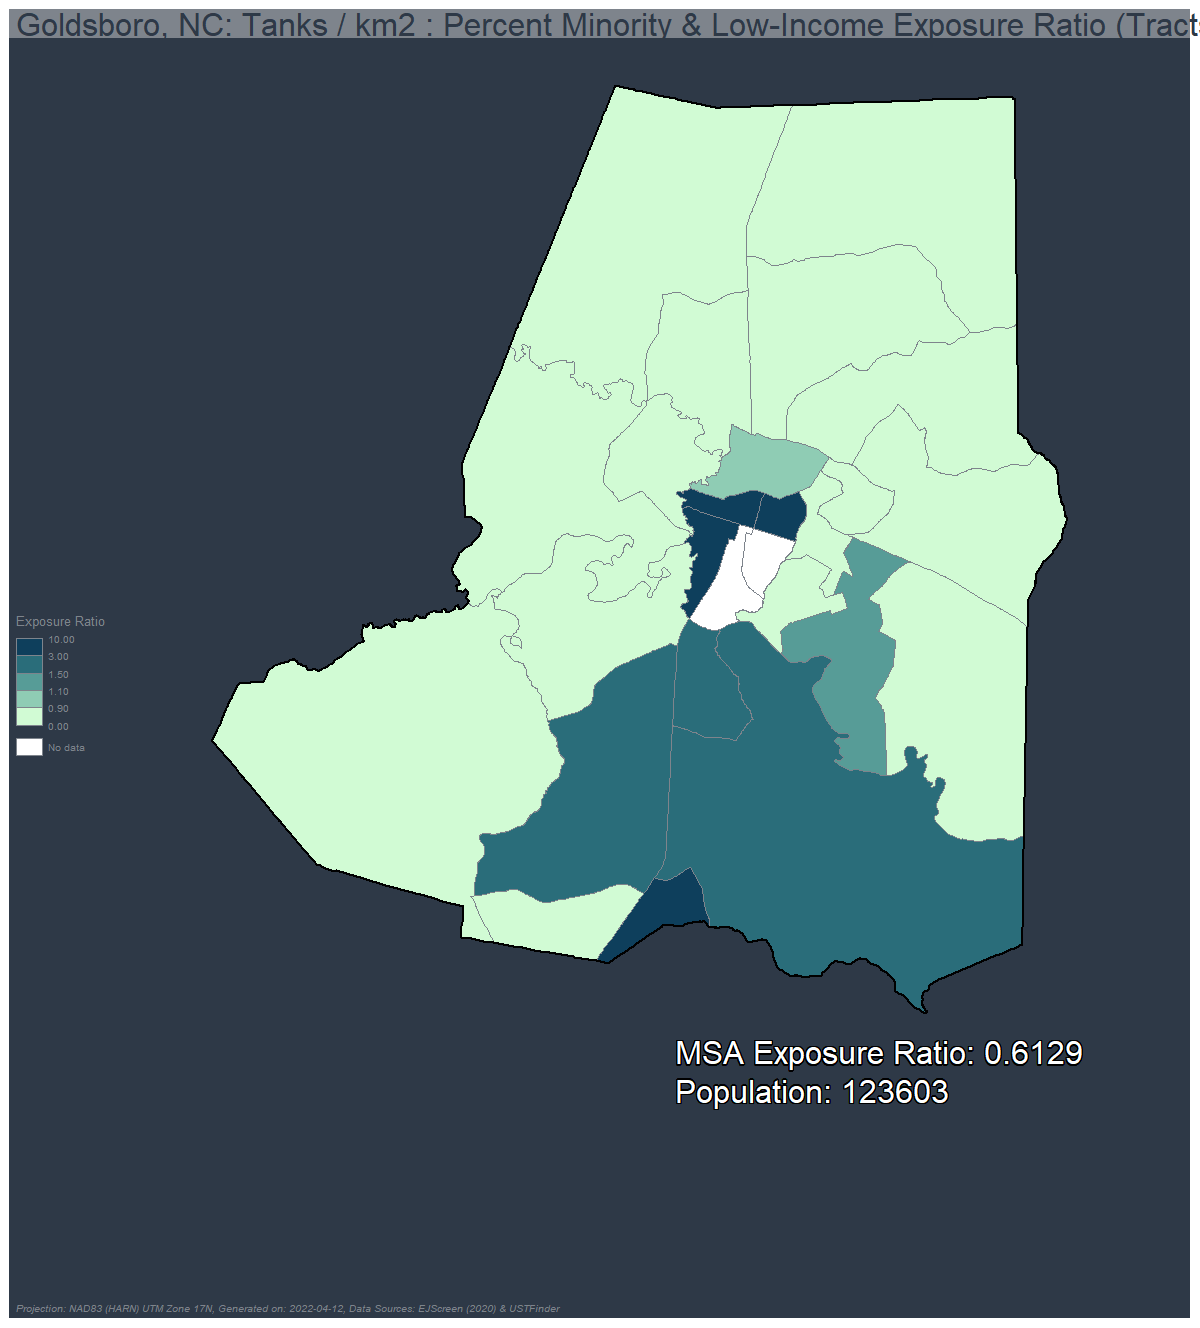 Goldsboro, NC: Tanks / km2 : Percent Minority & Low-Income Exposure Ratio (Tracts
Exposure Ratio
10.00
3.00
1.50
1.10
0.90
0.00
No data
MSA Exposure Ratio: 0.6129
Population: 123603
Projection: NAD83 (HARN) UTM Zone 17N, Generated on: 2022-04-12, Data Sources: EJScreen (2020) & USTFinder